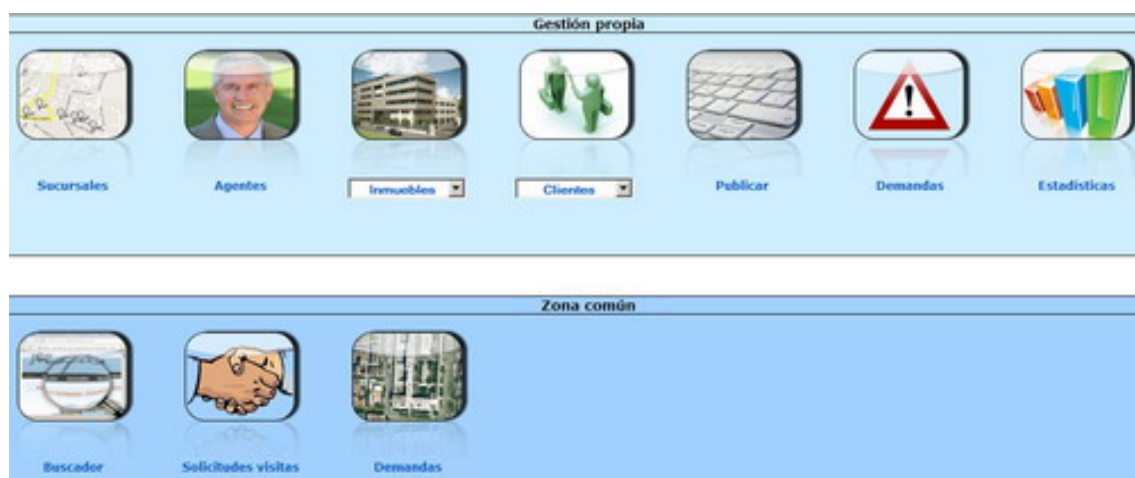 Gestión propia
Sucursales
Agentes
Inmuebles
Clientes
Publicar
Demandas
Estadísticas
Zona común
Buscador
Solicitudes visitas
Demandas